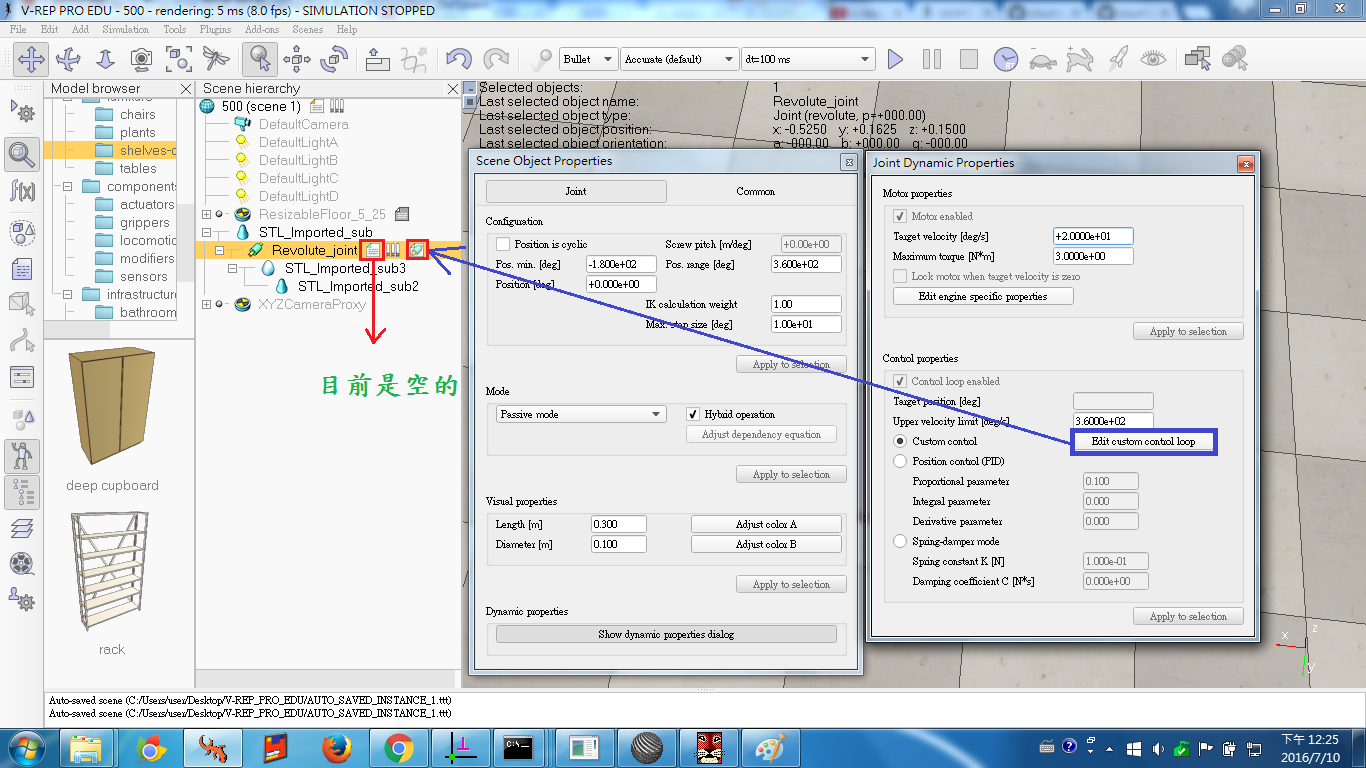 V-REP PRO EDU - 500 - rendering: 5 ms (8.0 fps) - SIMULATION STOPPED
File Edit Add Simulation Tools Plugins Add-ons Scenes Help
Bullet Accurate (default) dt=100 ms
Model browser
chairs
plants
shelves-c
tables
components
actuators
grippers
locomotic
modifiers
sensors
infrastructure
bathroom
deep cupboard
rack
Scene hierarchy
500 (scene 1)
DefaultCamera
DefaultLightA
DefaultLightB
DefaultLightC
DefaultLightD
ResizableFloor_5_25
STL_Imported_sub
Revolute_joint
STL_Imported_sub3
STL_Imported_sub2
XYZCameraProxy
目前是空的
Selected objects: 1
Last selected object name: Revolute_joint
Last selected object type: Joint (revolute, p=+000.00)
Last selected object position: x: -0.5250 y: +0.1625 z: +0.1500
Last selected object orientation: a: -000.00 b: +000.00 g: -000.00
Scene Object Properties
Joint Common
Configuration
Position is cyclic Screw pitch [m/deg] +0.00e+00
Pos. min. [deg] -1.800e+02 Pos. range [deg] 3.600e+02
Position [deg] +0.000e+00
IK calculation weight 1.00
Max. step size [deg] 1.00e+01
Apply to selection
Mode
Passive mode Hybrid operation
Adjust dependency equation
Apply to selection
Visual properties
Length [m] 0.300 Adjust color A
Diameter [m] 0.100 Adjust color B
Apply to selection
Dynamic properties
Show dynamic properties dialog
Joint Dynamic Properties
Motor properties
Motor enabled
Target velocity [deg/s] +2.0000e+01
Maximum torque [N*m] 3.0000e+00
Lock motor when target velocity is zero
Edit engine specific properties
Apply to selection
Control properties
Control loop enabled
Target position [deg]
Upper velocity limit [deg/s] 3.6000e+02
Custom control Edit custom control loop
Position control (PID)
Proportional parameter 0.100
Integral parameter 0.000
Derivative parameter 0.000
Spring-damper mode
Spring constant K [N] 1.000e-01
Damping coefficient C [N*s] 0.000e+00
Apply to selection
x z
y
Auto-saved scene (C:/Users/user/Desktop/V-REP_PRO_EDU/AUTO_SAVED_INSTANCE_1.ttt)
Auto-saved scene (C:/Users/user/Desktop/V-REP_PRO_EDU/AUTO_SAVED_INSTANCE_1.ttt)
下午 12:25
2016/7/10